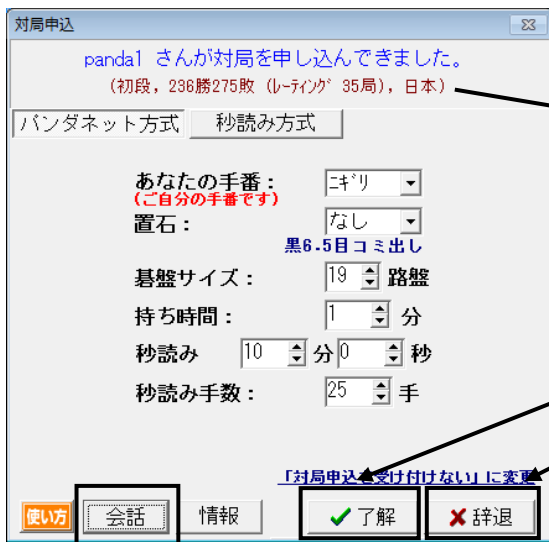 対局申込
panda1 さんが対局を申し込んできました。
(初段, 236勝275敗 (レーティング 35局), 日本)
パンダネット方式 秒読み方式
あなたの手番: ニギリ
(ご自分の手番です)
置石: なし
黒6.5目コミ出し
碁盤サイズ: 19 路盤
持ち時間: 1 分
秒読み 10 分 0 秒
秒読み手数: 25 手
「対局申込を受け付けない」に変更
使い方 会話 情報 了解 辞退